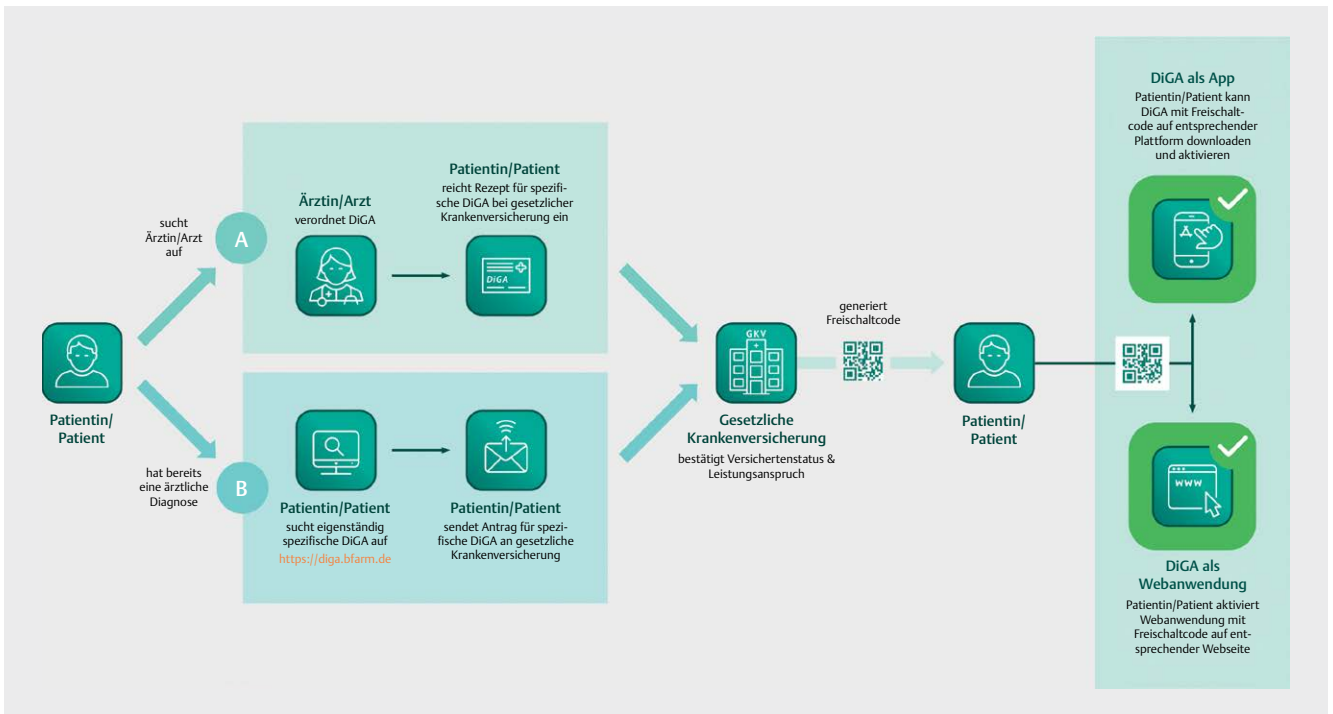 sucht
Ärztin/Arzt
auf
A
Ärztin/Arzt
verordnet DiGA
Patientin/Patient
reicht Rezept für spezifi-
sche DiGA bei gesetzlicher
Krankenversicherung ein
DiGA
Patientin/
Patient
hat bereits
eine ärztliche
Diagnose
B
Patientin/Patient
sucht eigenständig
spezifische DiGA auf
https://diga.bfarm.de
Patientin/Patient
sendet Antrag für spezi-
fische DiGA an gesetzliche
Krankenversicherung
GKV
Gesetzliche
Krankenversicherung
bestätigt Versichertenstatus &
Leistungsanspruch
generiert
Freischaltcode
Patientin/
Patient
DiGA als App
Patientin/Patient kann
DiGA mit Freischalt-
code auf entsprechender
Plattform downloaden
und aktivieren
WWW
DiGA als
Webanwendung
Patientin/Patient aktiviert
Webanwendung mit
Freischaltcode auf ent-
sprechender Webseite